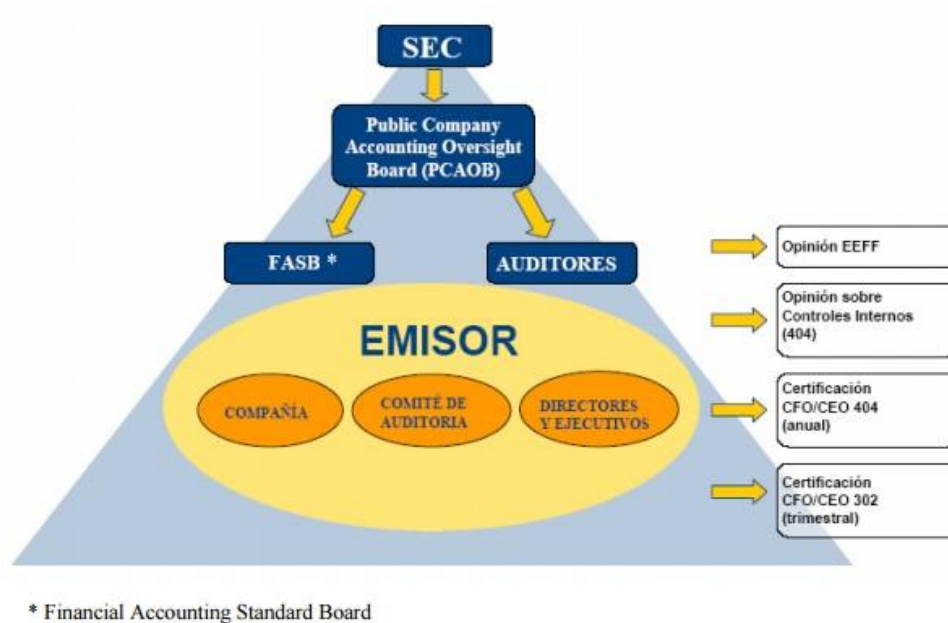 SEC
Public Company
Accounting Oversight
Board (PCAOB)
FASB *
AUDITORES
EMISOR
COMPAÑÍA
COMITÉ DE
AUDITORIA
DIRECTORES
Y EJECUTIVOS
Opinión EEFF
Opinión sobre
Controles Internos
(404)
Certificación
CFO/CEO 404
(anual)
Certificación
CFO/CEO 302
(trimestral)
* Financial Accounting Standard Board